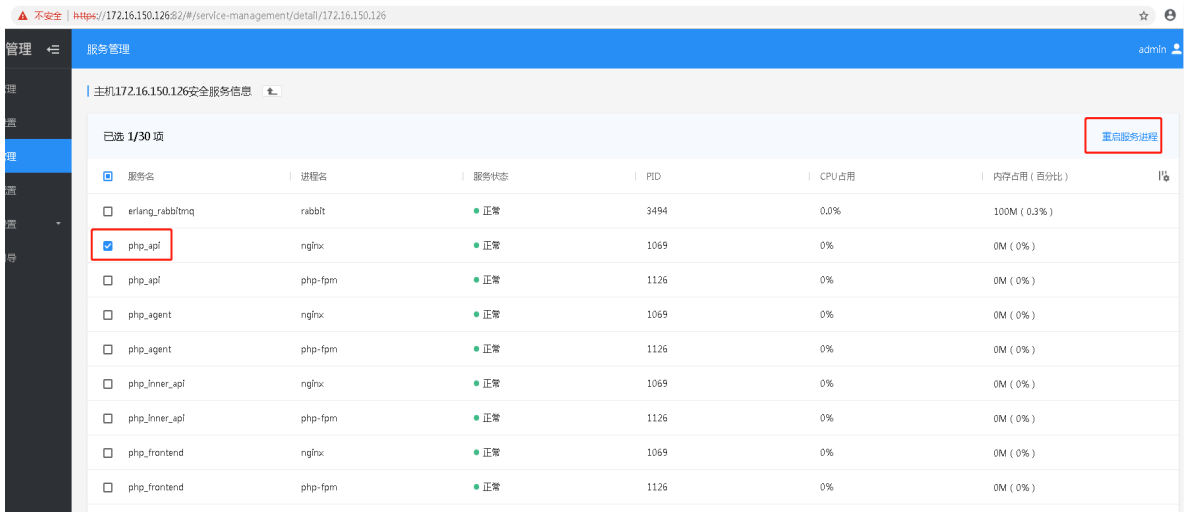 不安全 | https://172.16.150.126:82/#/service-management/detail/172.16.150.126
管理
服务管理
admin
理
主机172.16.150.126安全服务信息
置
已选 1/30 项
重启服务进程
理
服务名 进程名 服务状态 PID CPU占用 内存占用（百分比）
置
erlang_rabbitmq rabbit 正常 3494 0.0% 100M（0.3%）
置
php_api nginx 正常 1069 0% 0M（0%）
导
php_api php-fpm 正常 1126 0% 0M（0%）
php_agent nginx 正常 1069 0% 0M（0%）
php_agent php-fpm 正常 1126 0% 0M（0%）
php_inner_api nginx 正常 1069 0% 0M（0%）
php_inner_api php-fpm 正常 1126 0% 0M（0%）
php_frontend nginx 正常 1069 0% 0M（0%）
php_frontend php-fpm 正常 1126 0% 0M（0%）